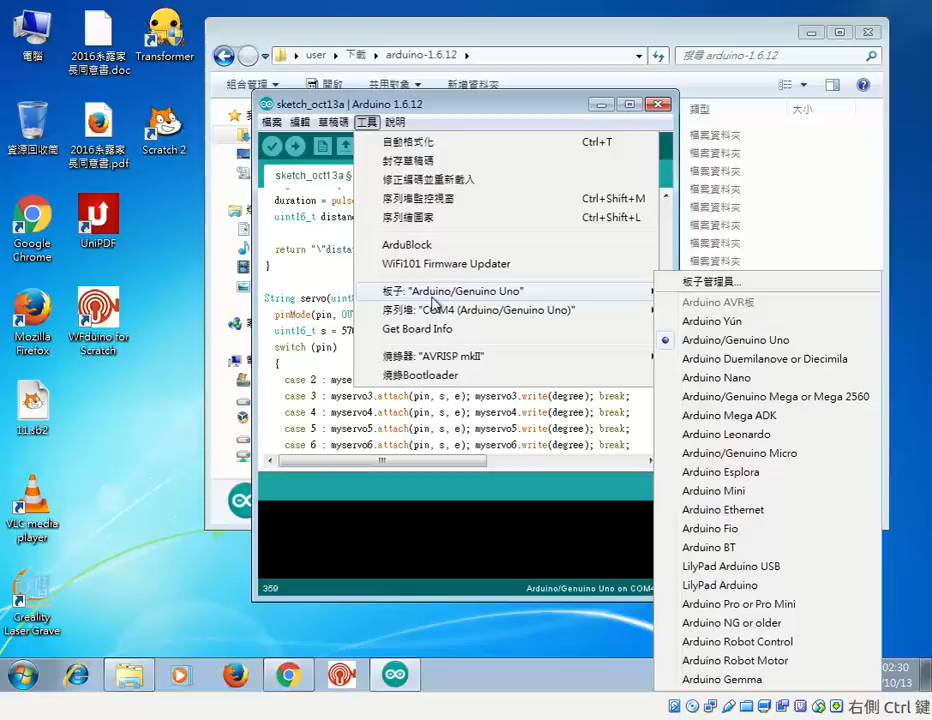 電腦
2016系露家
長同意書.doc
Transformer
資源回收筒
2016系露家
長同意書.pdf
Scratch 2
Google
Chrome
UniPDF
Mozilla
Firefox
WFduino for
Scratch
11.sb2
VLC media
player
Creality
Laser Grave
user
下載
arduino-1.6.12
搜尋 arduino-1.6.12
組合管理
開啟
共用對象
新增資料夾
類型
大小
檔案資料夾
檔案資料夾
檔案資料夾
檔案資料夾
檔案資料夾
檔案資料夾
檔案資料夾
檔案資料夾
sketch_oct13a | Arduino 1.6.12
檔案 編輯 草稿碼 工具 說明
sketch_oct13a §
duration = puls
uint16_t distan
return "\"dista
}
String servo(uin
pinMode(pin, OU
uint16_t s = 570
switch (pin)
{
case 2 : myse
case 3 : myservo3.attach(pin, s, e); myservo3.write(degree); break;
case 4 : myservo4.attach(pin, s, e); myservo4.write(degree); break;
case 5 : myservo5.attach(pin, s, e); myservo5.write(degree); break;
case 6 : myservo6.attach(pin, s, e); myservo6.write(degree); break;
359
Arduino/Genuino Uno on COM4
自動格式化 Ctrl+T
封存草稿碼
修正編碼並重新載入
序列埠監控視窗 Ctrl+Shift+M
序列繪圖家 Ctrl+Shift+L
ArduBlock
WiFi101 Firmware Updater
板子: "Arduino/Genuino Uno"
序列埠: "COM4 (Arduino/Genuino Uno)"
Get Board Info
燒錄器: "AVRISP mkII"
燒錄Bootloader
板子管理員...
Arduino AVR板
Arduino Yún
Arduino/Genuino Uno
Arduino Duemilanove or Diecimila
Arduino Nano
Arduino/Genuino Mega or Mega 2560
Arduino Mega ADK
Arduino Leonardo
Arduino/Genuino Micro
Arduino Esplora
Arduino Mini
Arduino Ethernet
Arduino Fio
Arduino BT
LilyPad Arduino USB
LilyPad Arduino
Arduino Pro or Pro Mini
Arduino NG or older
Arduino Robot Control
Arduino Robot Motor
Arduino Gemma
02:30
/10/13
右側 Ctrl 鍵